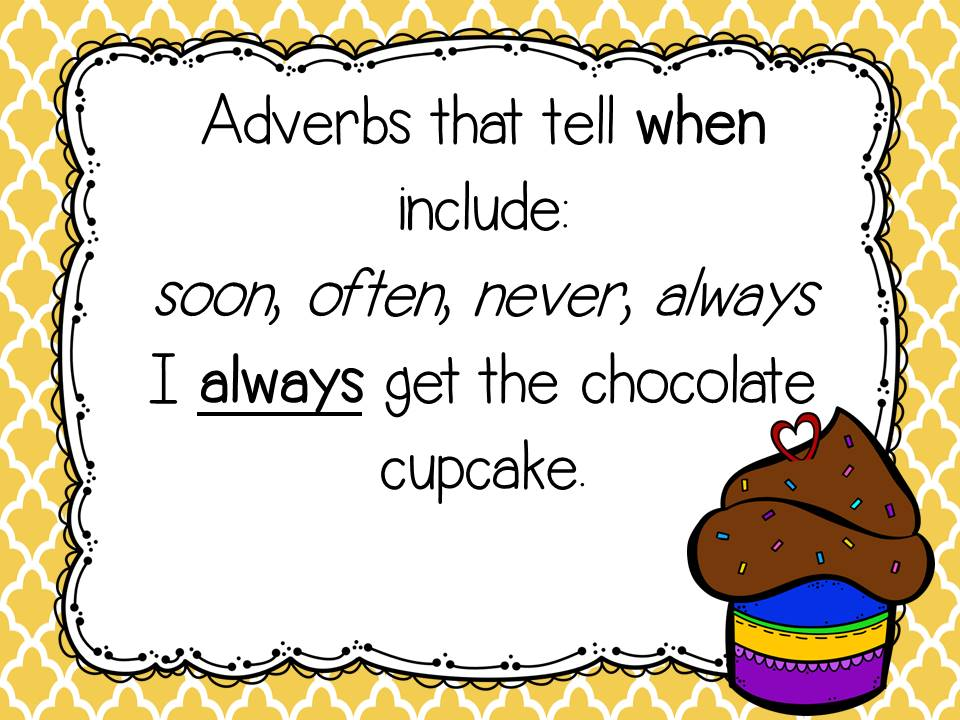 Adverbs that tell when
include:
soon, often, never, always
I always get the chocolate
cupcake.